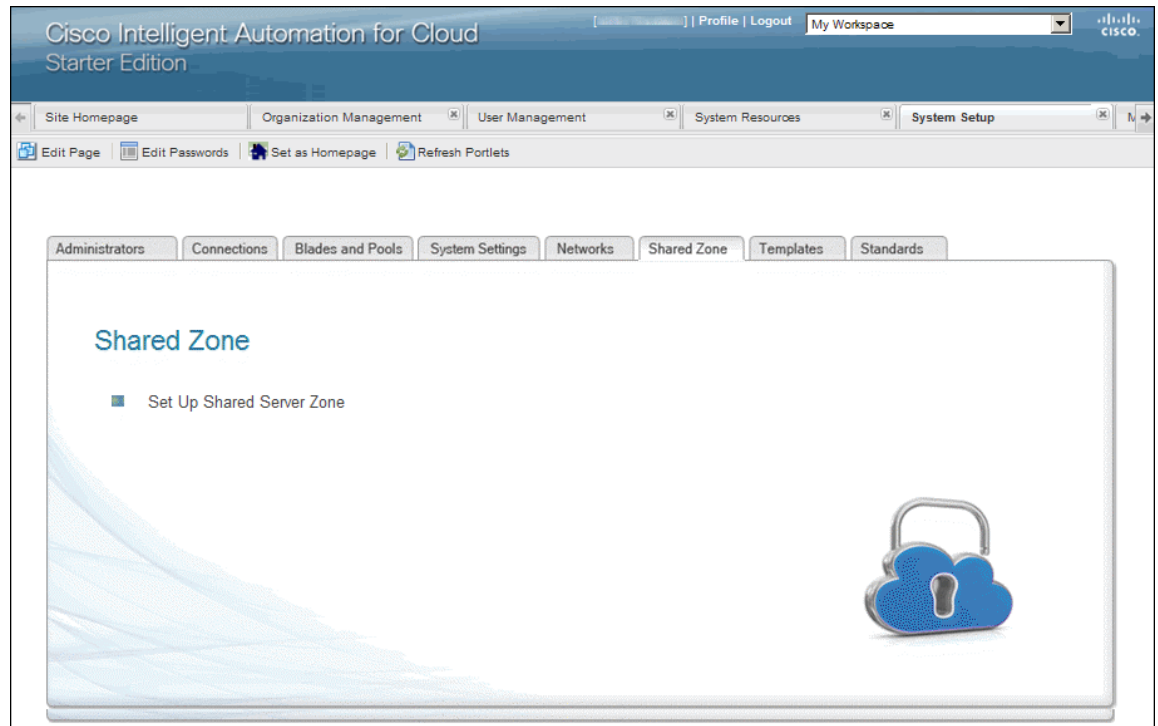 Cisco Intelligent Automation for Cloud
Starter Edition
[ ] | Profile | Logout
My Workspace
CISCO.
Site Homepage
Organization Management
User Management
System Resources
System Setup
Edit Page
Edit Passwords
Set as Homepage
Refresh Portlets
Administrators
Connections
Blades and Pools
System Settings
Networks
Shared Zone
Templates
Standards
Shared Zone
Set Up Shared Server Zone